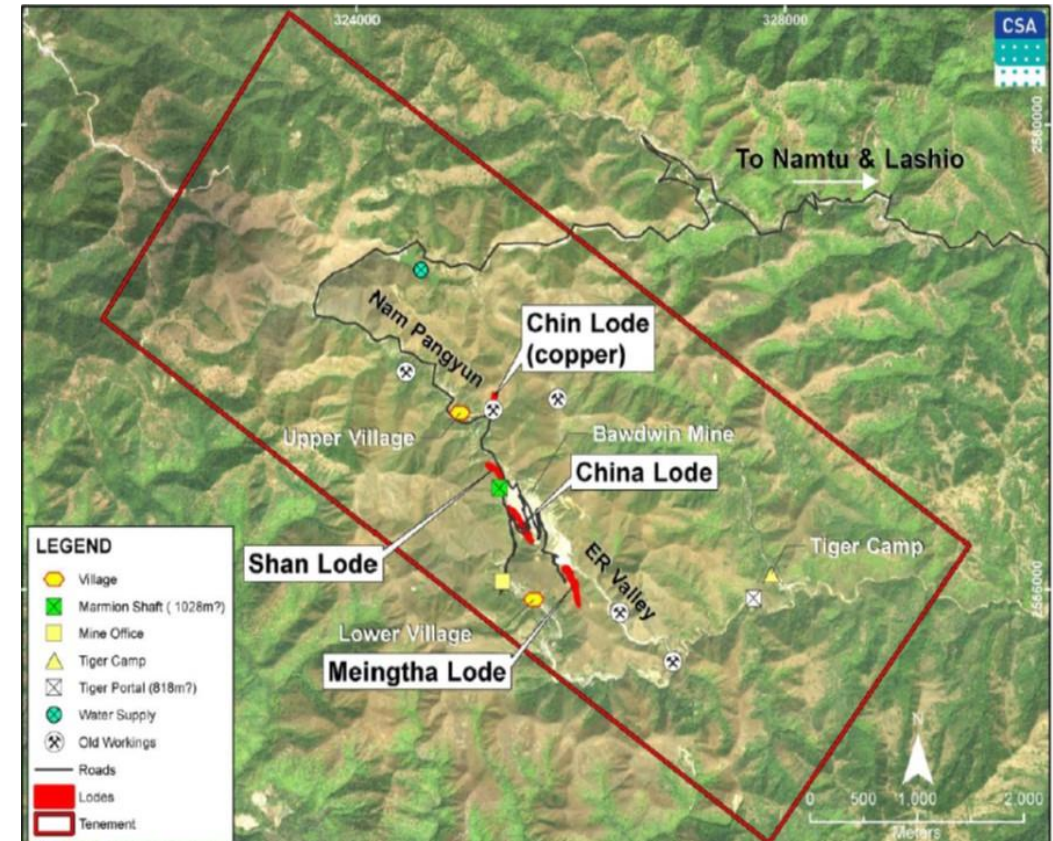 324000
328000
CSA
2560000
To Namtu & Lashio
Nam Pangyun
Chin Lode
(copper)
Upper Village
Bawdwin Mine
China Lode
Shan Lode
ER Valley
Tiger Camp
Lower Village
Meingtha Lode
LEGEND
Village
Marmion Shaft ( 1028m?)
Mine Office
Tiger Camp
Tiger Portal (818m?)
Water Supply
Old Workings
Roads
Lodes
Tenement
N
0 500 1,000 2,000
Meters